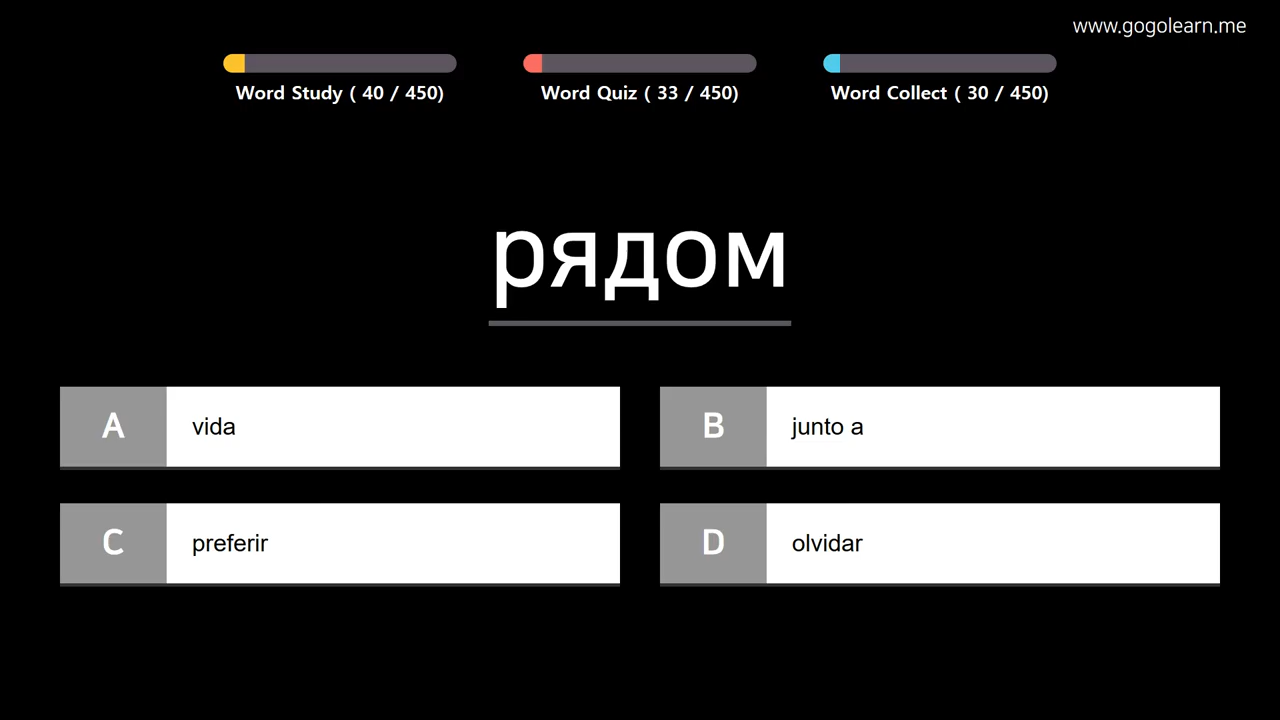 www.gogolearn.me
Word Study ( 40 / 450)
Word Quiz ( 33 / 450)
Word Collect ( 30 / 450)
рядом
A vida
B junto a
C preferir
D olvidar